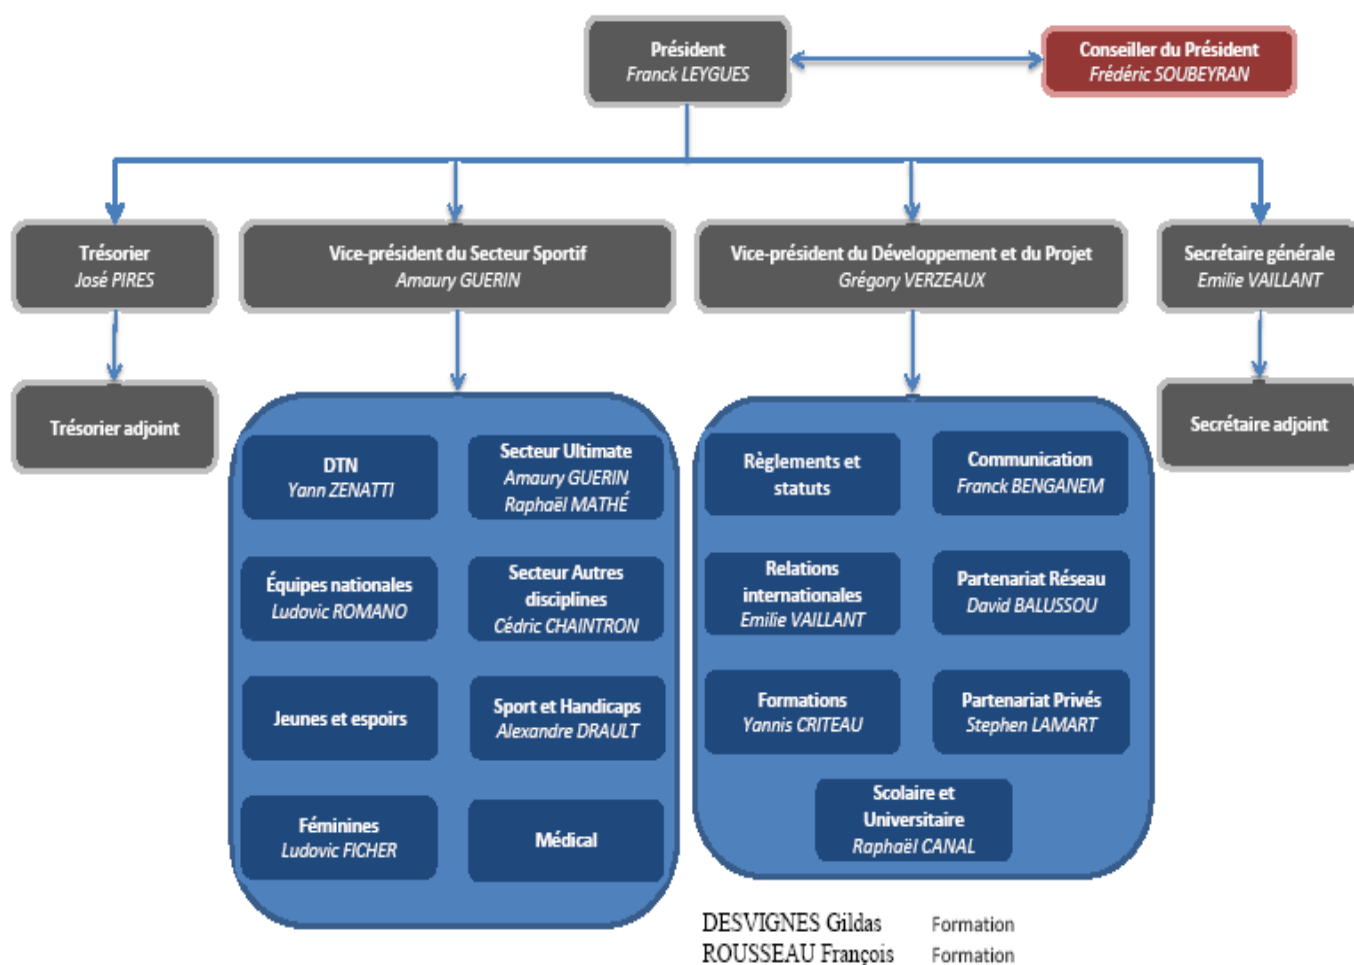 Président
Franck LEYGUES
Conseiller du Président
Frédéric SOUBEYRAN
Trésorier
José PIRES
Vice-président du Secteur Sportif
Amaury GUERIN
Vice-président du Développement et du Projet
Grégory VERZEAUX
Secrétaire générale
Emilie VAILLANT
Trésorier adjoint
Secrétaire adjoint
DTN
Yann ZENATTI
Secteur Ultimate
Amaury GUERIN
Raphaël MATHÉ
Équipes nationales
Ludovic ROMANO
Secteur Autres
disciplines
Cédric CHAINTRON
Jeunes et espoirs
Sport et Handicaps
Alexandre DRAULT
Féminines
Ludovic FICHER
Médical
Règlements et
statuts
Communication
Franck BENGANEM
Relations
internationales
Emilie VAILLANT
Partenariat Réseau
David BALUSSOU
Formations
Yannis CRITEAU
Partenariat Privés
Stephen LAMART
Scolaire et
Universitaire
Raphaël CANAL
DESVIGNES Gildas Formation
ROUSSEAU François Formation